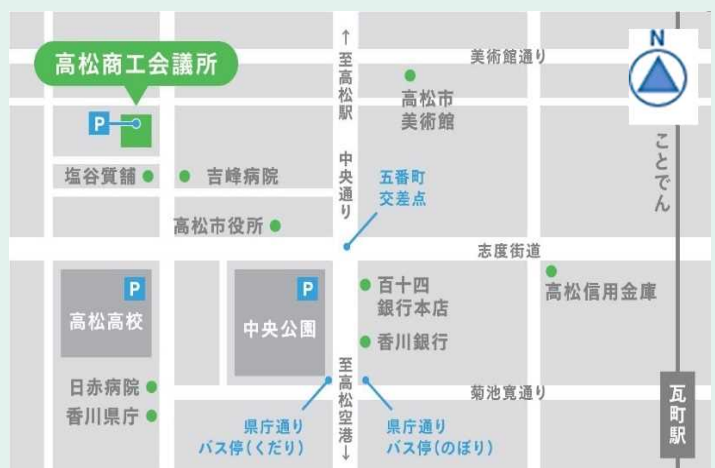 高松商工会議所
P
↑至高松駅
中央通り
美術館通り
N
高松市
美術館
ことでん
塩谷質舗
吉峰病院
五番町
交差点
高松市役所
志度街道
P
高松高校
P
中央公園
百十四
銀行本店
高松信用金庫
香川銀行
至高松空港↓
日赤病院
香川県庁
県庁通り
バス停(くだり)
県庁通り
バス停(のぼり)
菊池寛通り
瓦町駅